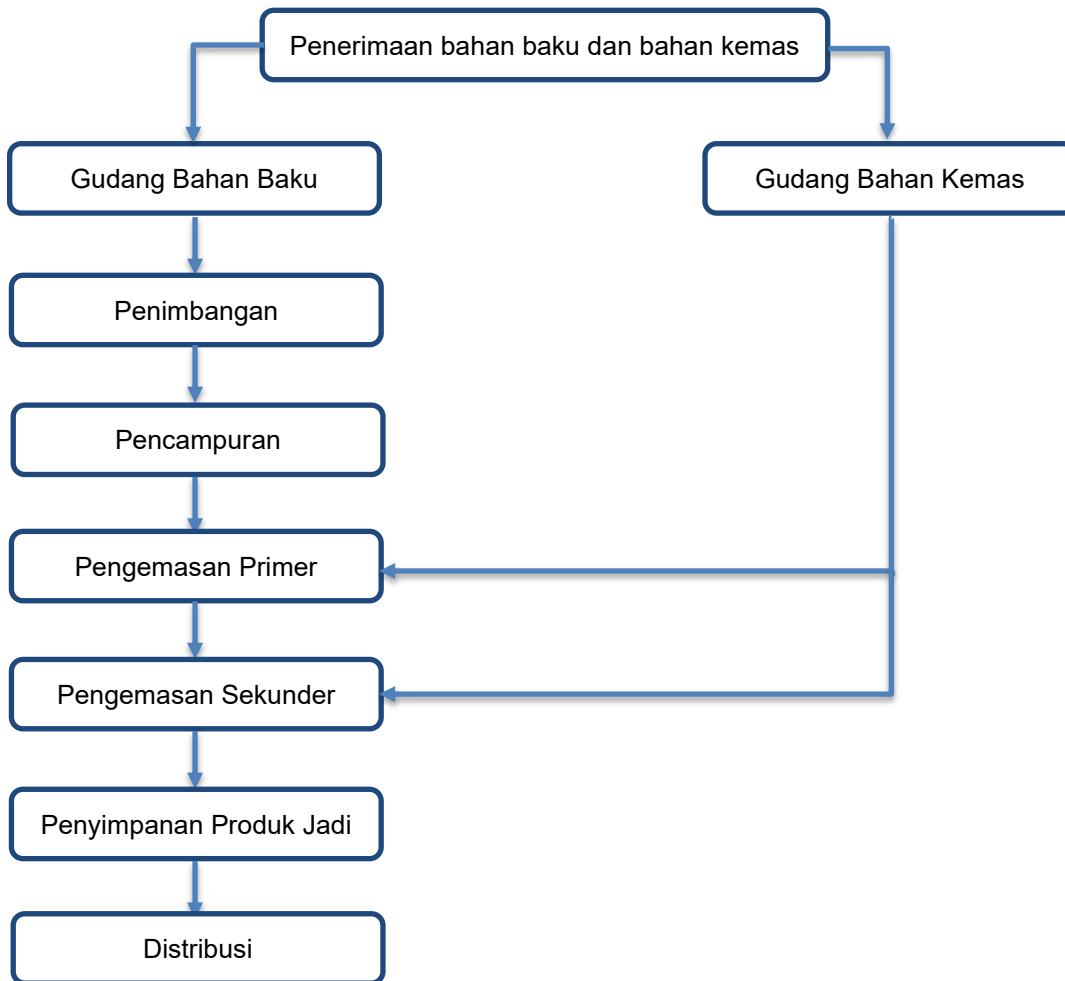 Penerimaan bahan baku dan bahan kemas
Gudang Bahan Baku
Gudang Bahan Kemas
Penimbangan
Pencampuran
Pengemasan Primer
Pengemasan Sekunder
Penyimpanan Produk Jadi
Distribusi